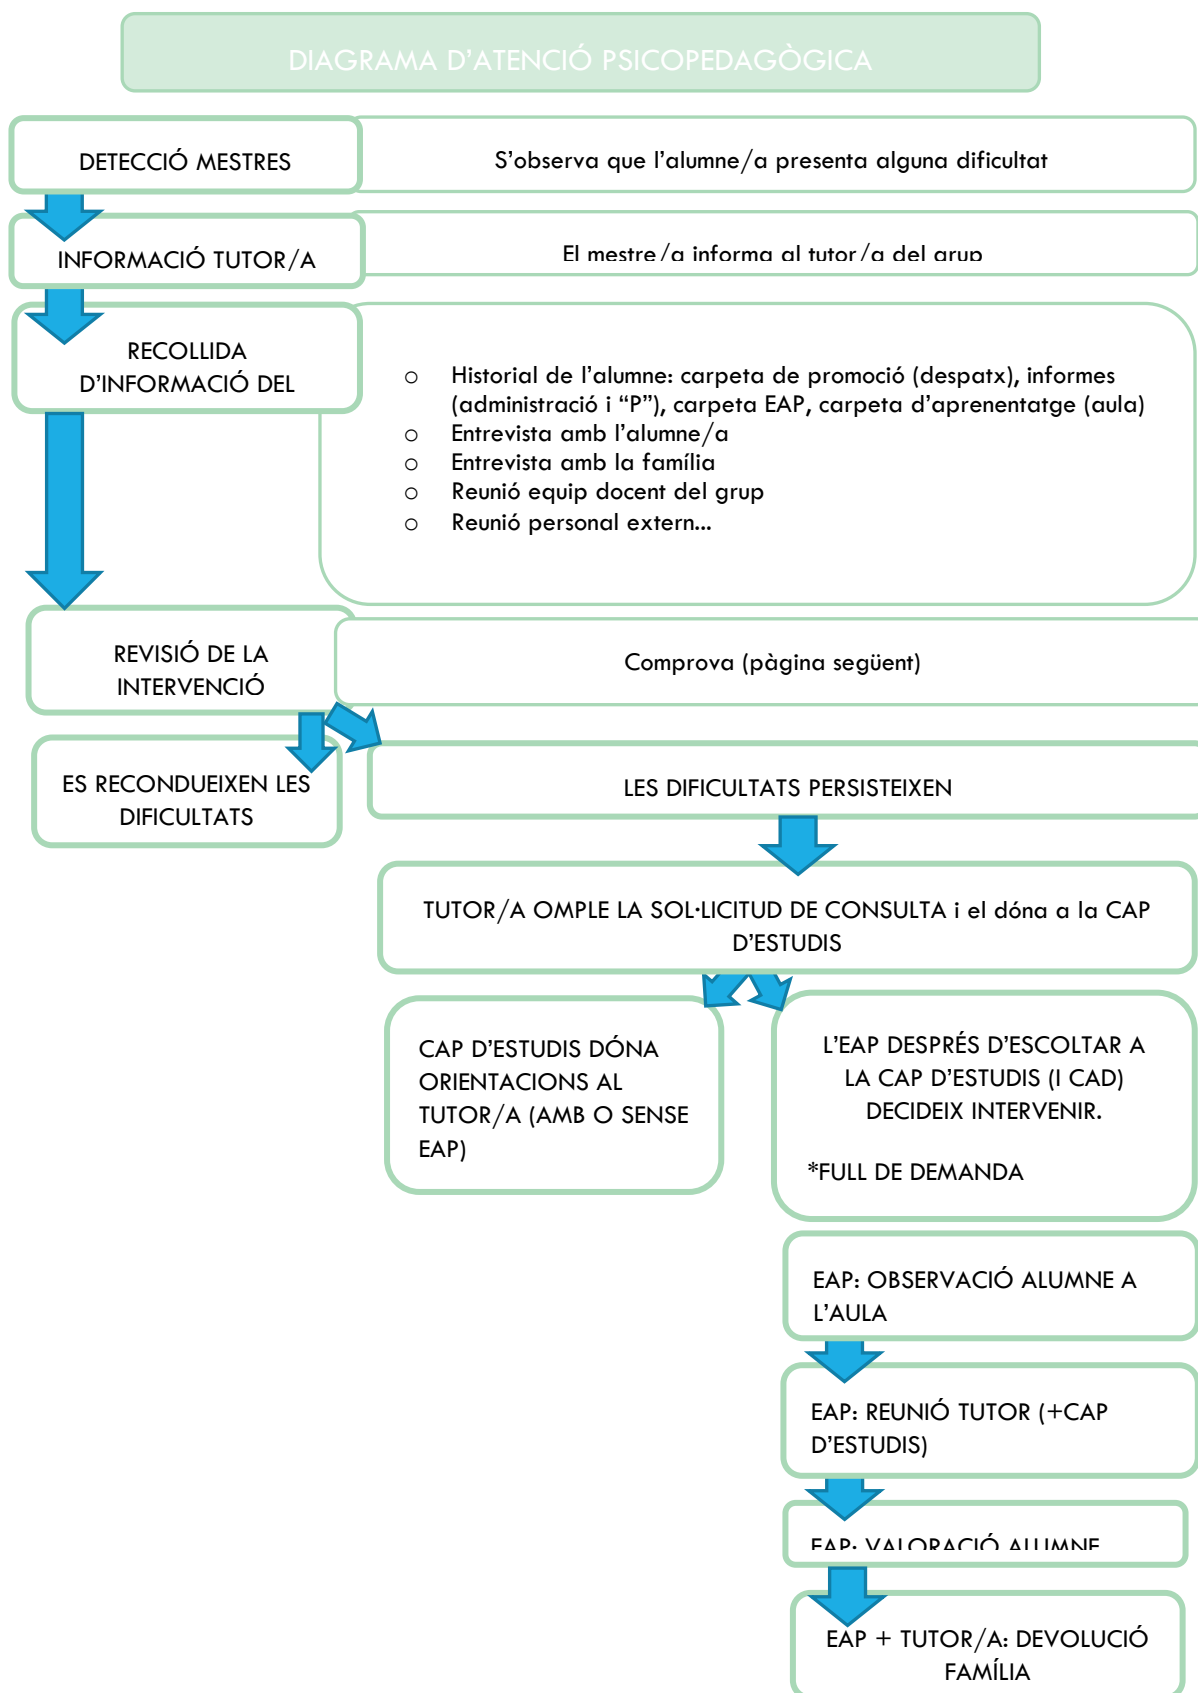 DIAGRAMA D'ATENCIÓ PSICOPEDAGÒGICA
DETECCIÓ MESTRES
S'observa que l'alumne/a presenta alguna dificultat
INFORMACIÓ TUTOR/A
El mestre/a informa al tutor/a del grup
RECOLLIDA
D'INFORMACIÓ DEL
o Historial de l'alumne: carpeta de promoció (despatx), informes
(administració i “P”), carpeta EAP, carpeta d'aprenentatge (aula)
o Entrevista amb l'alumne/a
o Entrevista amb la família
o Reunió equip docent del grup
o Reunió personal extern...
REVISIÓ DE LA
INTERVENCIÓ
Comprova (pàgina següent)
ES RECONDUEIXEN LES
DIFICULTATS
LES DIFICULTATS PERSISTEIXEN
TUTOR/A OMPLE LA SOL·LICITUD DE CONSULTA i el dóna a la CAP
D'ESTUDIS
CAP D'ESTUDIS DÓNA
ORIENTACIONS AL
TUTOR/A (AMB O SENSE
EAP)
L'EAP DESPRÉS D'ESCOLTAR A
LA CAP D'ESTUDIS (I CAD)
DECIDEIX INTERVENIR.
*FULL DE DEMANDA
EAP: OBSERVACIÓ ALUMNE A
L'AULA
EAP: REUNIÓ TUTOR (+CAP
D'ESTUDIS)
EAP: VALORACIÓ ALUMNE
EAP + TUTOR/A: DEVOLUCIÓ
FAMÍLIA